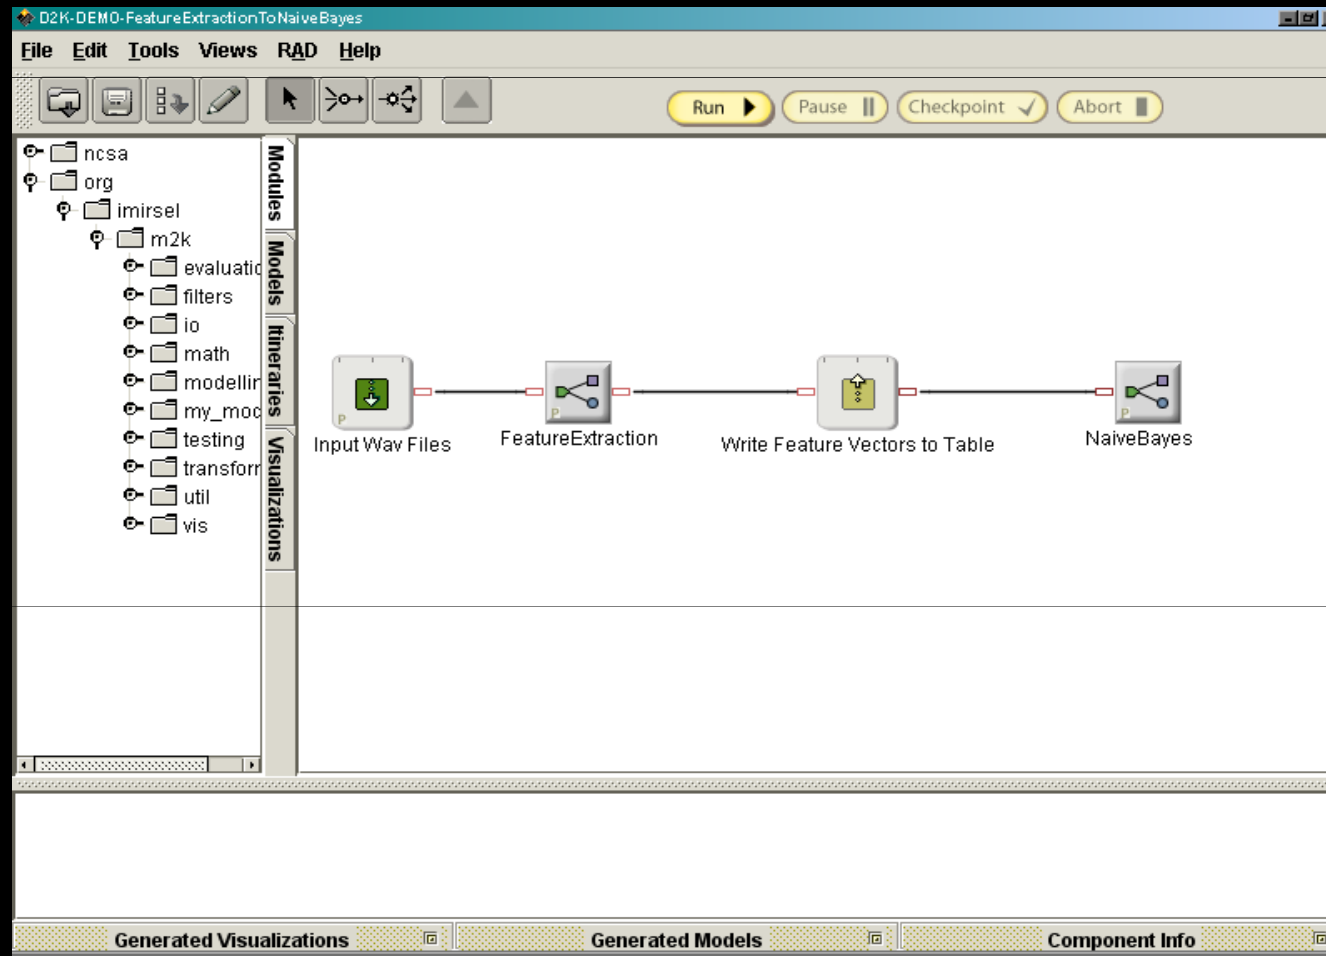 D2K-DEMO-FeatureExtractionToNaiveBayes
File Edit Tools Views RAD Help
Run Pause Checkpoint Abort
ncsa
org
imirsel
m2k
evaluatio
filters
io
math
modellin
my_moc
testing
transforr
util
vis
Modules
Models
Itineraries
Visualizations
P
Input Wav Files
P
FeatureExtraction
Write Feature Vectors to Table
P
NaiveBayes
Generated Visualizations Generated Models Component Info